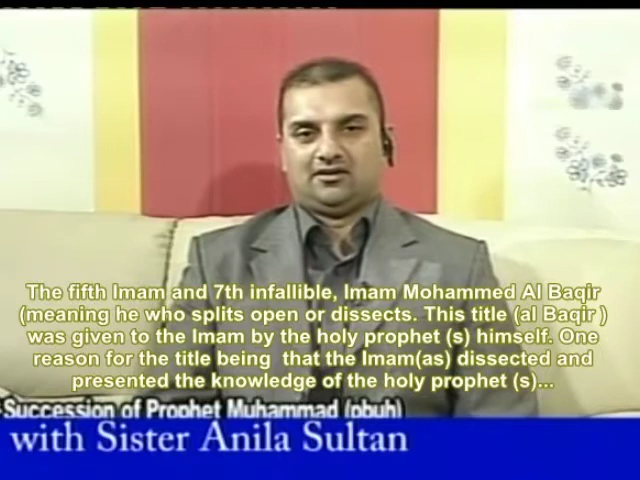 The fifth Imam and 7th infallible, Imam Mohammed Al Baqir
(meaning he who splits open or dissects. This title (al Baqir )
was given to the Imam by the holy prophet (s) himself. One
reason for the title being  that the Imam(as) dissected and
presented the knowledge of the holy prophet (s)...
Succession of Prophet Muhammad (pbuh)
with Sister Anila Sultan